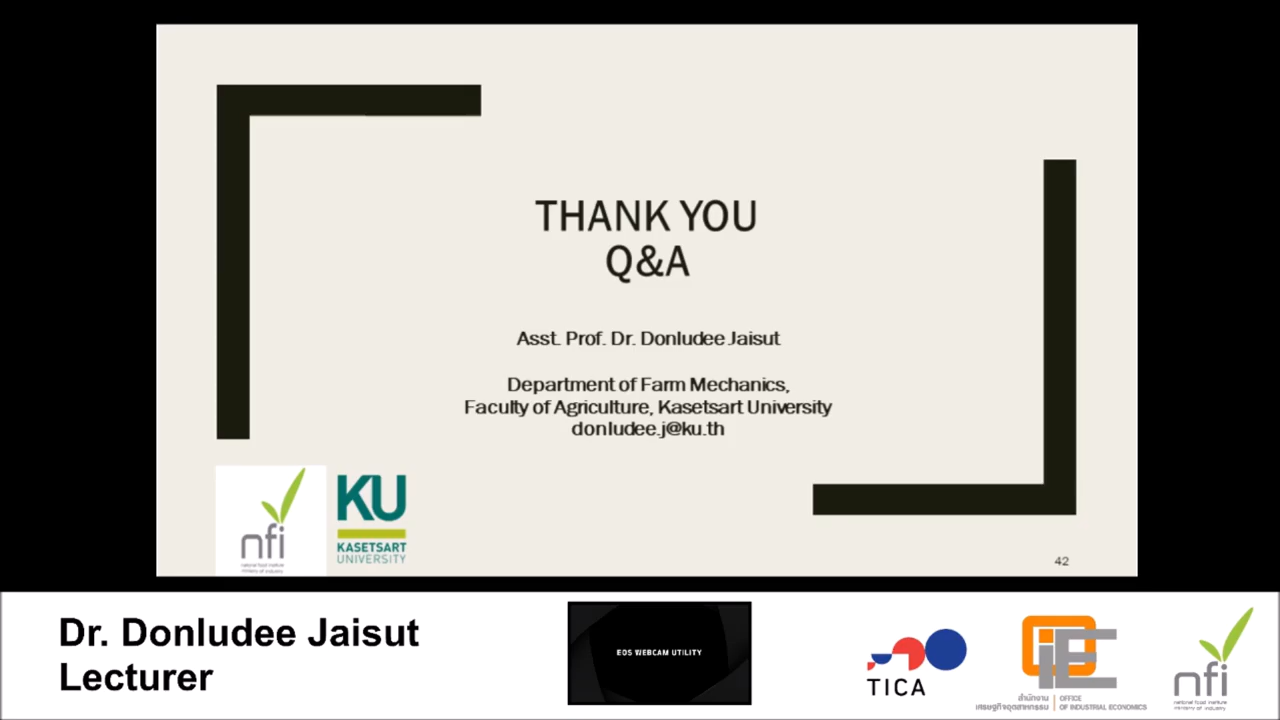 THANK YOU
Q&A
Asst. Prof. Dr. Donludee Jaisut
Department of Farm Mechanics,
Faculty of Agriculture, Kasetsart University
donludee.j@ku.th
nfi
national food institute
ministry of industry
KU
KASETSART
UNIVERSITY
42
Dr. Donludee Jaisut
Lecturer
EOS WEBCAM UTILITY
TICA
OiE
สำนักงาน
เศรษฐกิจอุตสาหกรรม
OFFICE
OF INDUSTRIAL ECONOMICS
nfi
national food institute
ministry of industry